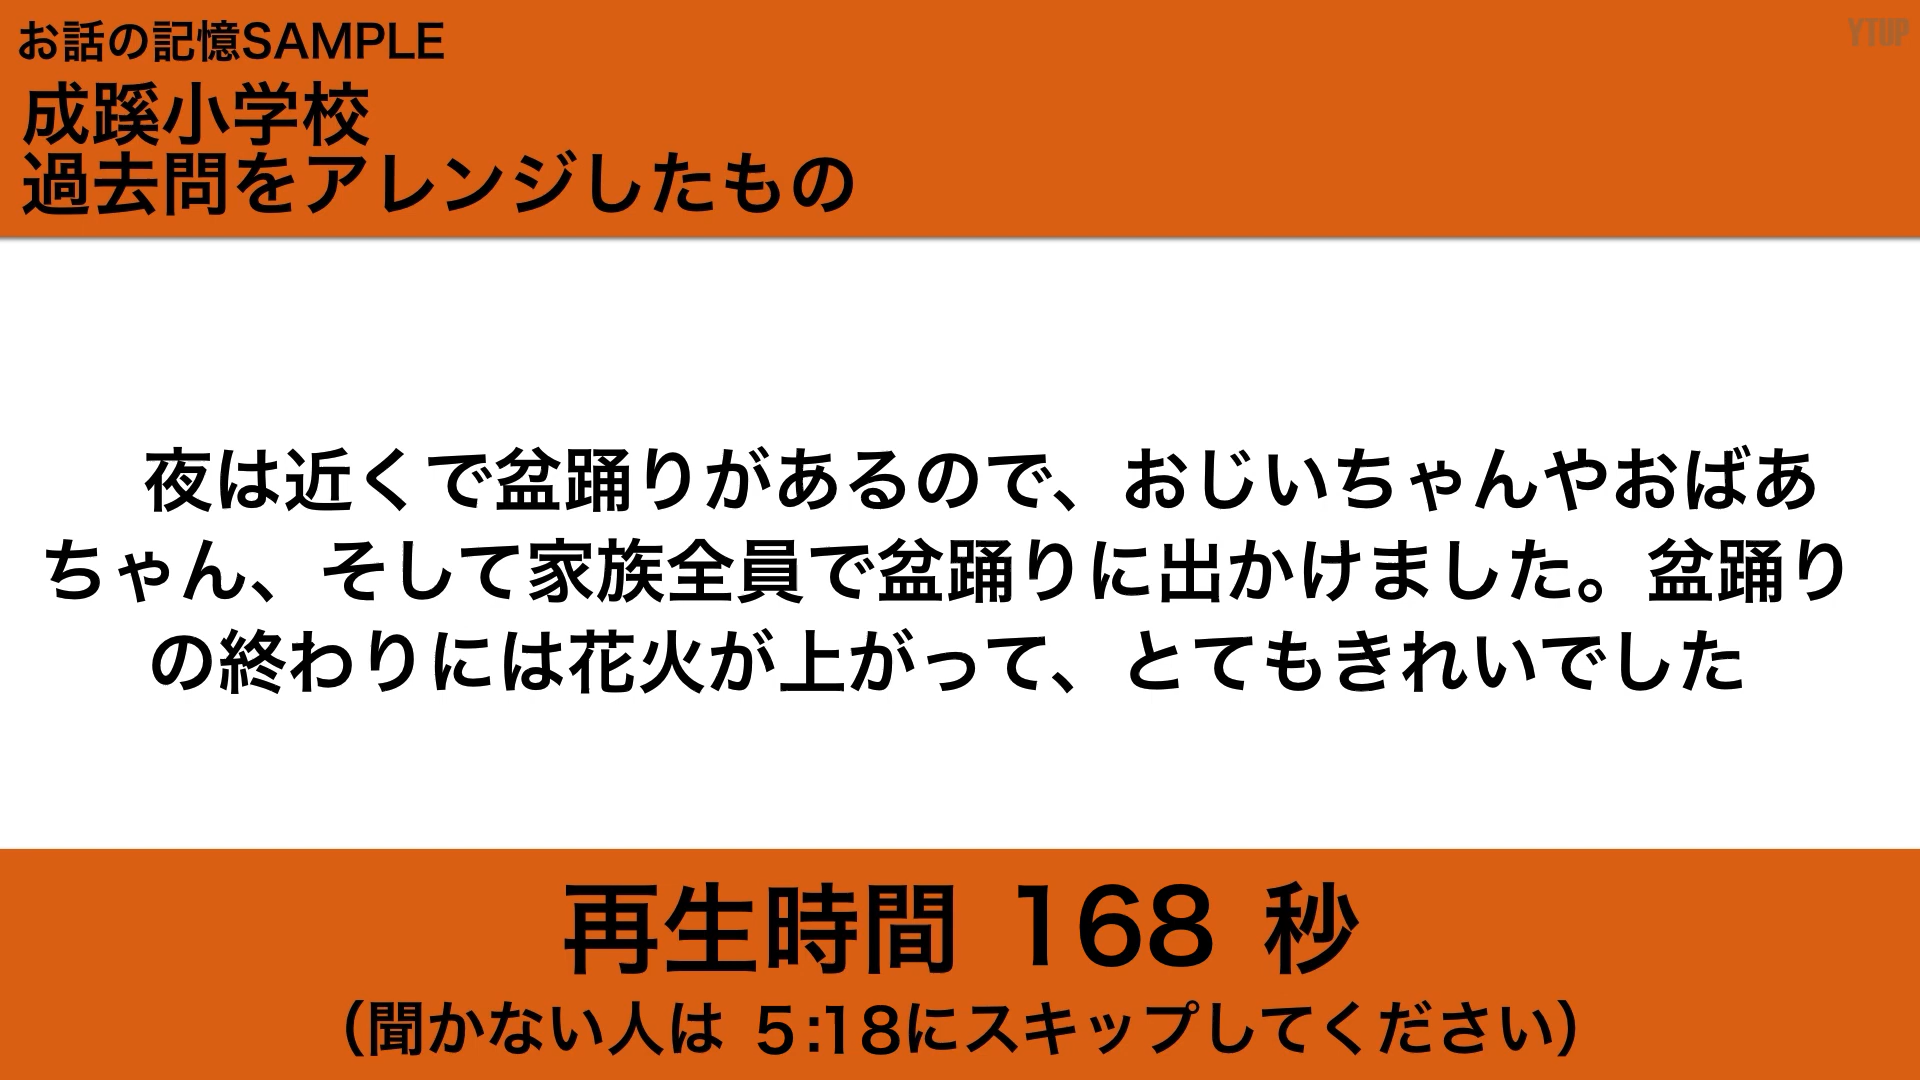 お話の記憶SAMPLE
YTUP
成蹊小学校
過去問をアレンジしたもの
夜は近くで盆踊りがあるので、おじいちゃんやおばあ
ちゃん、そして家族全員で盆踊りに出かけました。盆踊り
の終わりには花火が上がって、とてもきれいでした
再生時間 168 秒
（聞かない人は 5:18にスキップしてください）